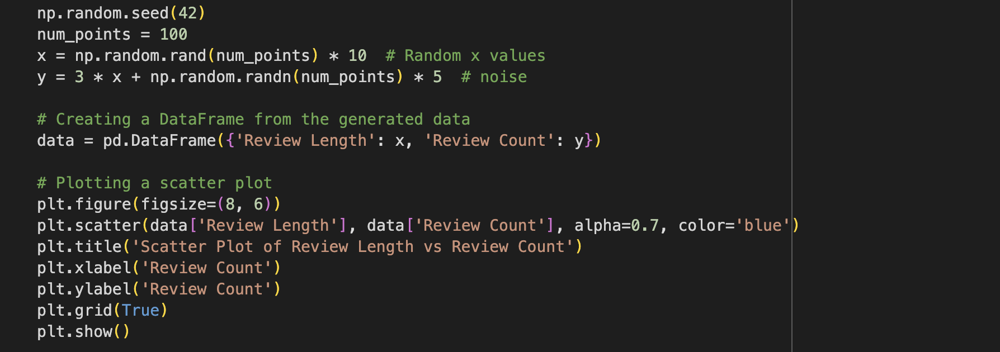 np.random.seed(42)
num_points = 100
x = np.random.rand(num_points) * 10  # Random x values
y = 3 * x + np.random.randn(num_points) * 5  # noise
# Creating a DataFrame from the generated data
data = pd.DataFrame({'Review Length': x, 'Review Count': y})
# Plotting a scatter plot
plt.figure(figsize=(8, 6))
plt.scatter(data['Review Length'], data['Review Count'], alpha=0.7, color='blue')
plt.title('Scatter Plot of Review Length vs Review Count')
plt.xlabel('Review Count')
plt.ylabel('Review Count')
plt.grid(True)
plt.show()